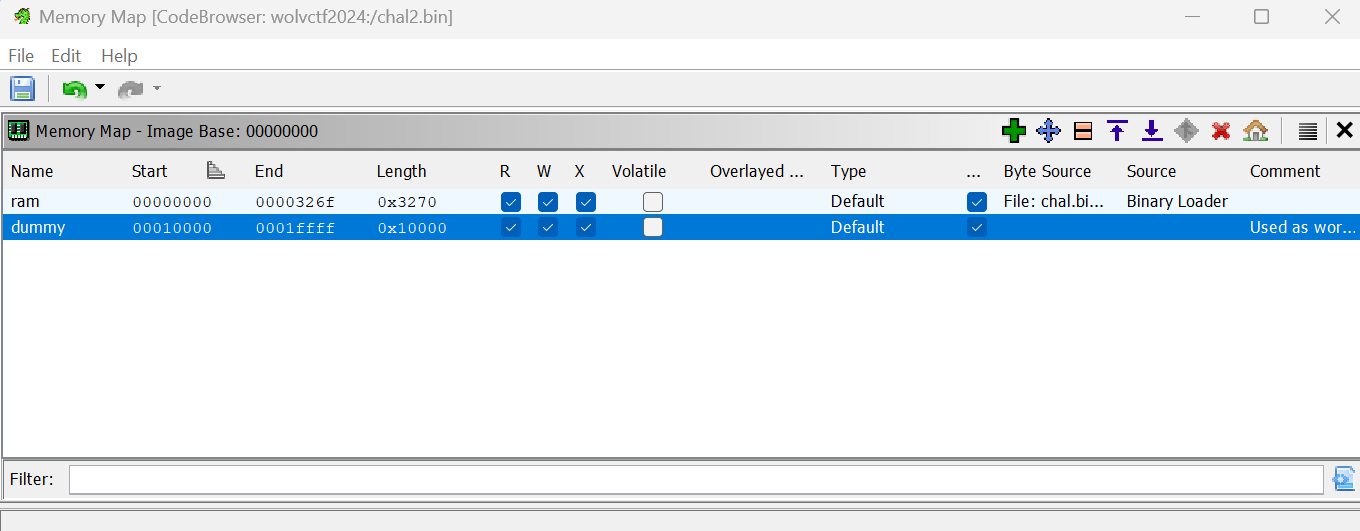 Memory Map [CodeBrowser: wolvctf2024:/chal2.bin]
File Edit Help
Memory Map - Image Base: 00000000
Name Start End Length R W X Volatile Overlayed ... Type ... Byte Source Source Comment
ram 00000000 0000326f 0x3270 Default File: chal.bi... Binary Loader
dummy 00010000 0001ffff 0x10000 Default Used as wor...
Filter: